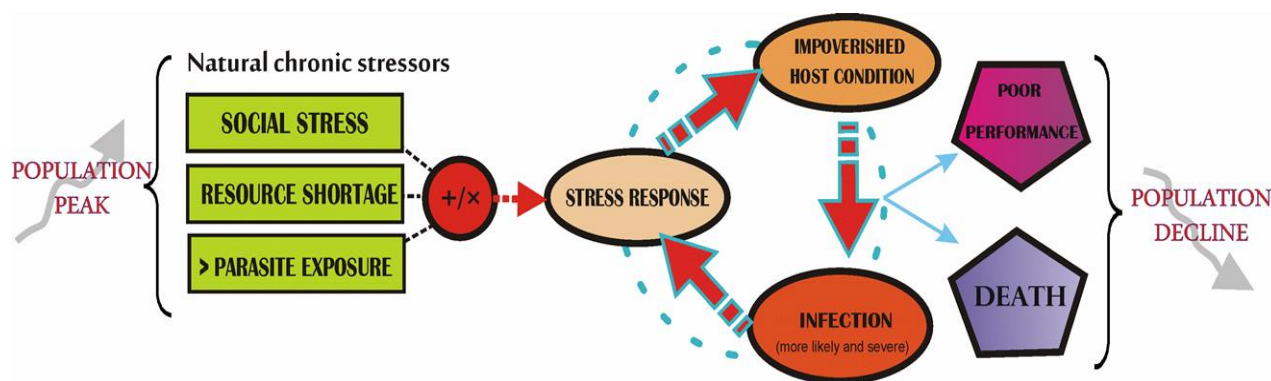 POPULATION
PEAK
Natural chronic stressors
SOCIAL STRESS
RESOURCE SHORTAGE
> PARASITE EXPOSURE
+/×
STRESS RESPONSE
IMPOVERISHED
HOST CONDITION
INFECTION
(more likely and severe)
POOR
PERFORMANCE
DEATH
POPULATION
DECLINE